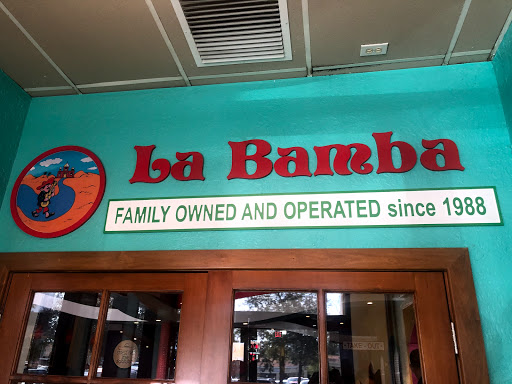 La Bamba
FAMILY OWNED AND OPERATED since 1988